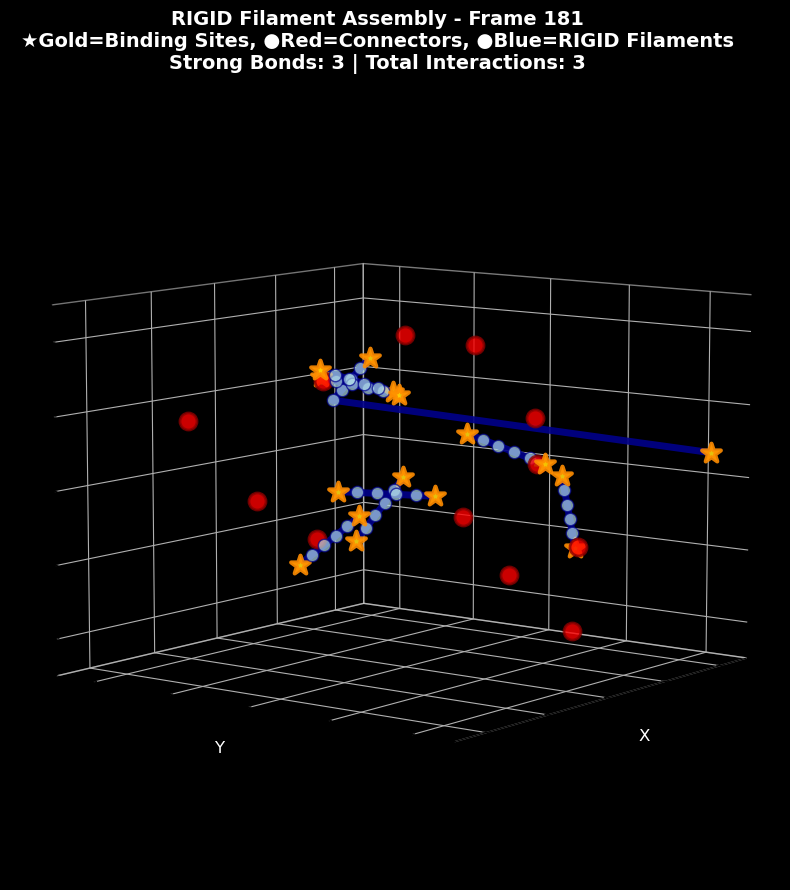 RIGID Filament Assembly - Frame 181
★Gold=Binding Sites, ●Red=Connectors, ●Blue=RIGID Filaments
Strong Bonds: 3 | Total Interactions: 3
Y
X